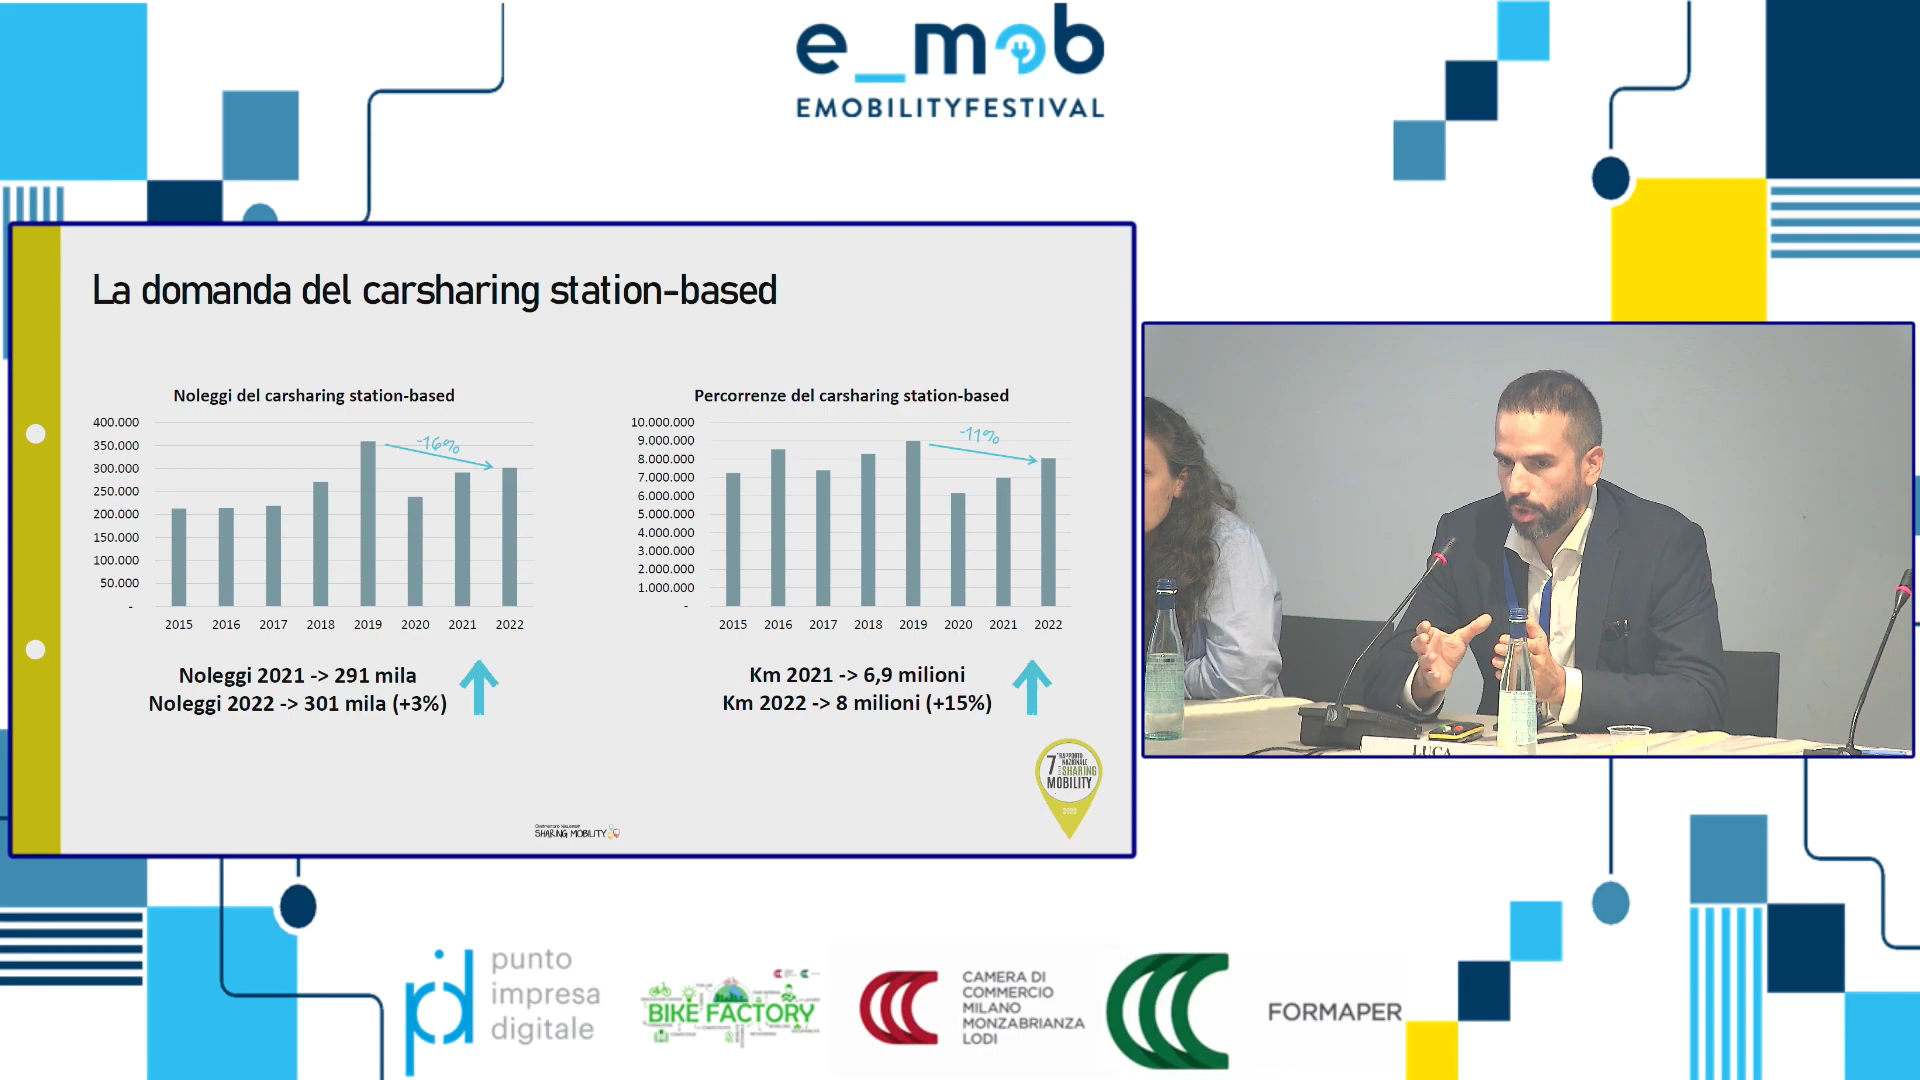 e_mob
EMOBILITYFESTIVAL
La domanda del carsharing station-based
Noleggi del carsharing station-based
400.000
350.000
300.000
250.000
200.000
150.000
100.000
50.000
-
-16%
2015 2016 2017 2018 2019 2020 2021 2022
Noleggi 2021 -> 291 mila
Noleggi 2022 -> 301 mila (+3%)
Percorrenze del carsharing station-based
10.000.000
9.000.000
8.000.000
7.000.000
6.000.000
5.000.000
4.000.000
3.000.000
2.000.000
1.000.000
-
-11%
2015 2016 2017 2018 2019 2020 2021 2022
Km 2021 -> 6,9 milioni
Km 2022 -> 8 milioni (+15%)
7° RAPPORTO
NAZIONALE
SHARING
MOBILITY
SHARING MOBILITY
LUCA
punto
impresa
digitale
BIKE FACTORY
CAMERA DI
COMMERCIO
MILANO
MONZABRIANZA
LODI
FORMAPER